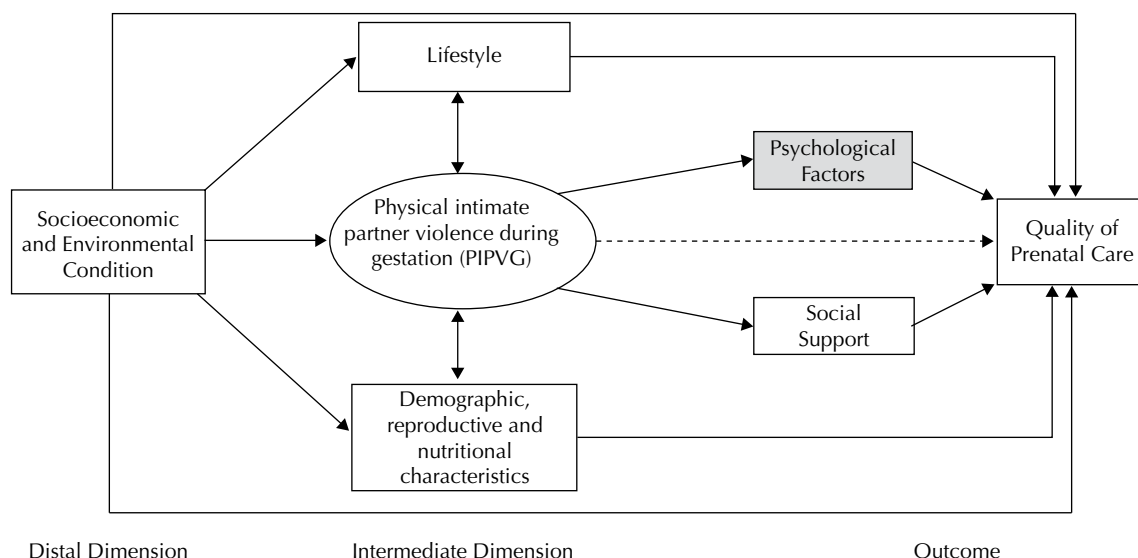 Lifestyle
Psychological
Factors
Socioeconomic
and Environmental
Condition
Physical intimate
partner violence during
gestation (PIPVG)
Quality of
Prenatal Care
Social
Support
Demographic,
reproductive and
nutritional
characteristics
Distal Dimension
Intermediate Dimension
Outcome